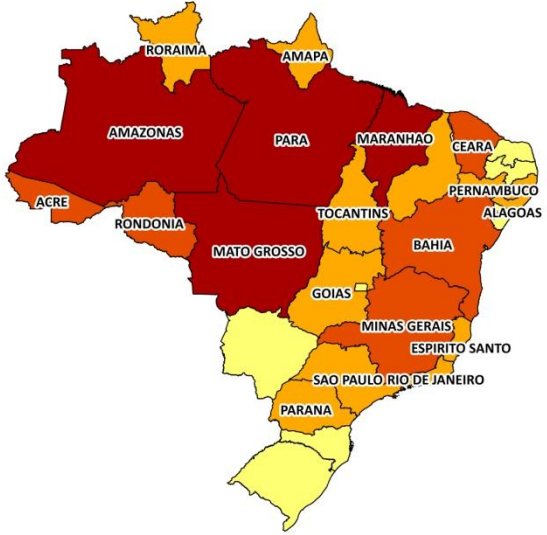 RORAIMA
AMAPA
AMAZONAS
PARA
MARANHAO
CEARA
PERNAMBUCO
ACRE
ALAGOAS
TOCANTINS
RONDONIA
BAHIA
MATO GROSSO
GOIAS
MINAS GERAIS
ESPIRITO SANTO
SAO PAULO RIO DE JANEIRO
PARANA